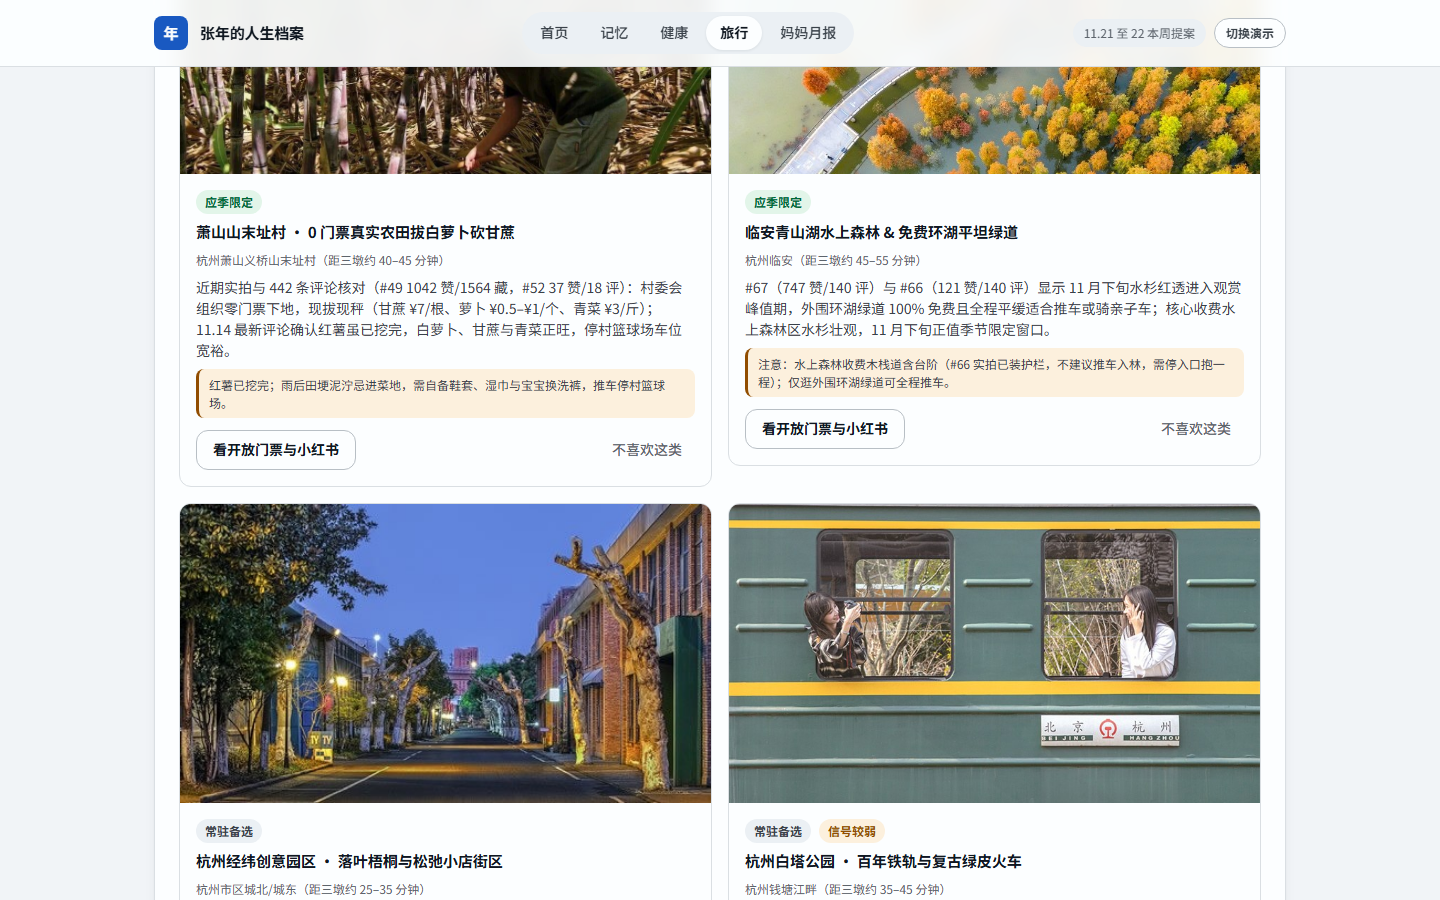 年 张年的人生档案 首页 记忆 健康 旅行 妈妈月报 11.21 至 22 本周提案 切换演示
应季限定
萧山山末址村 · 0 门票真实农田拔白萝卜砍甘蔗
杭州萧山义桥山末址村（距三墩约 40–45 分钟）
近期实拍与 442 条评论核对（#49 1042 赞/1564 藏，#52 37 赞/18 评）：村委会
组织零门票下地，现拔现秤（甘蔗 ¥7/根、萝卜 ¥0.5–¥1/个、青菜 ¥3/斤）；
11.14 最新评论确认红薯虽已挖完，白萝卜、甘蔗与青菜正旺，停村篮球场车位
宽裕。
红薯已挖完；雨后田埂泥泞忌进菜地，需自备鞋套、湿巾与宝宝换洗裤，推车停村篮球
场。
看开放门票与小红书 不喜欢这类
应季限定
临安青山湖水上森林 & 免费环湖平坦绿道
杭州临安（距三墩约 45–55 分钟）
#67（747 赞/140 评）与 #66（121 赞/140 评）显示 11 月下旬水杉红透进入观赏
峰值期，外围环湖绿道 100% 免费且全程平缓适合推车或骑亲子车；核心收费水
上森林区水杉壮观，11 月下旬正值季节限定窗口。
注意：水上森林收费木栈道含台阶（#66 实拍已装护栏，不建议推车入林，需停入口抱一
程）；仅逛外围环湖绿道可全程推车。
看开放门票与小红书 不喜欢这类
TY TY
常驻备选
杭州经纬创意园区 · 落叶梧桐与松弛小店街区
杭州市区城北/城东（距三墩约 25–35 分钟）
北京 杭州
BEIJING HANGZHOU
常驻备选 信号较弱
杭州白塔公园 · 百年铁轨与复古绿皮火车
杭州钱塘江畔（距三墩约 35–45 分钟）